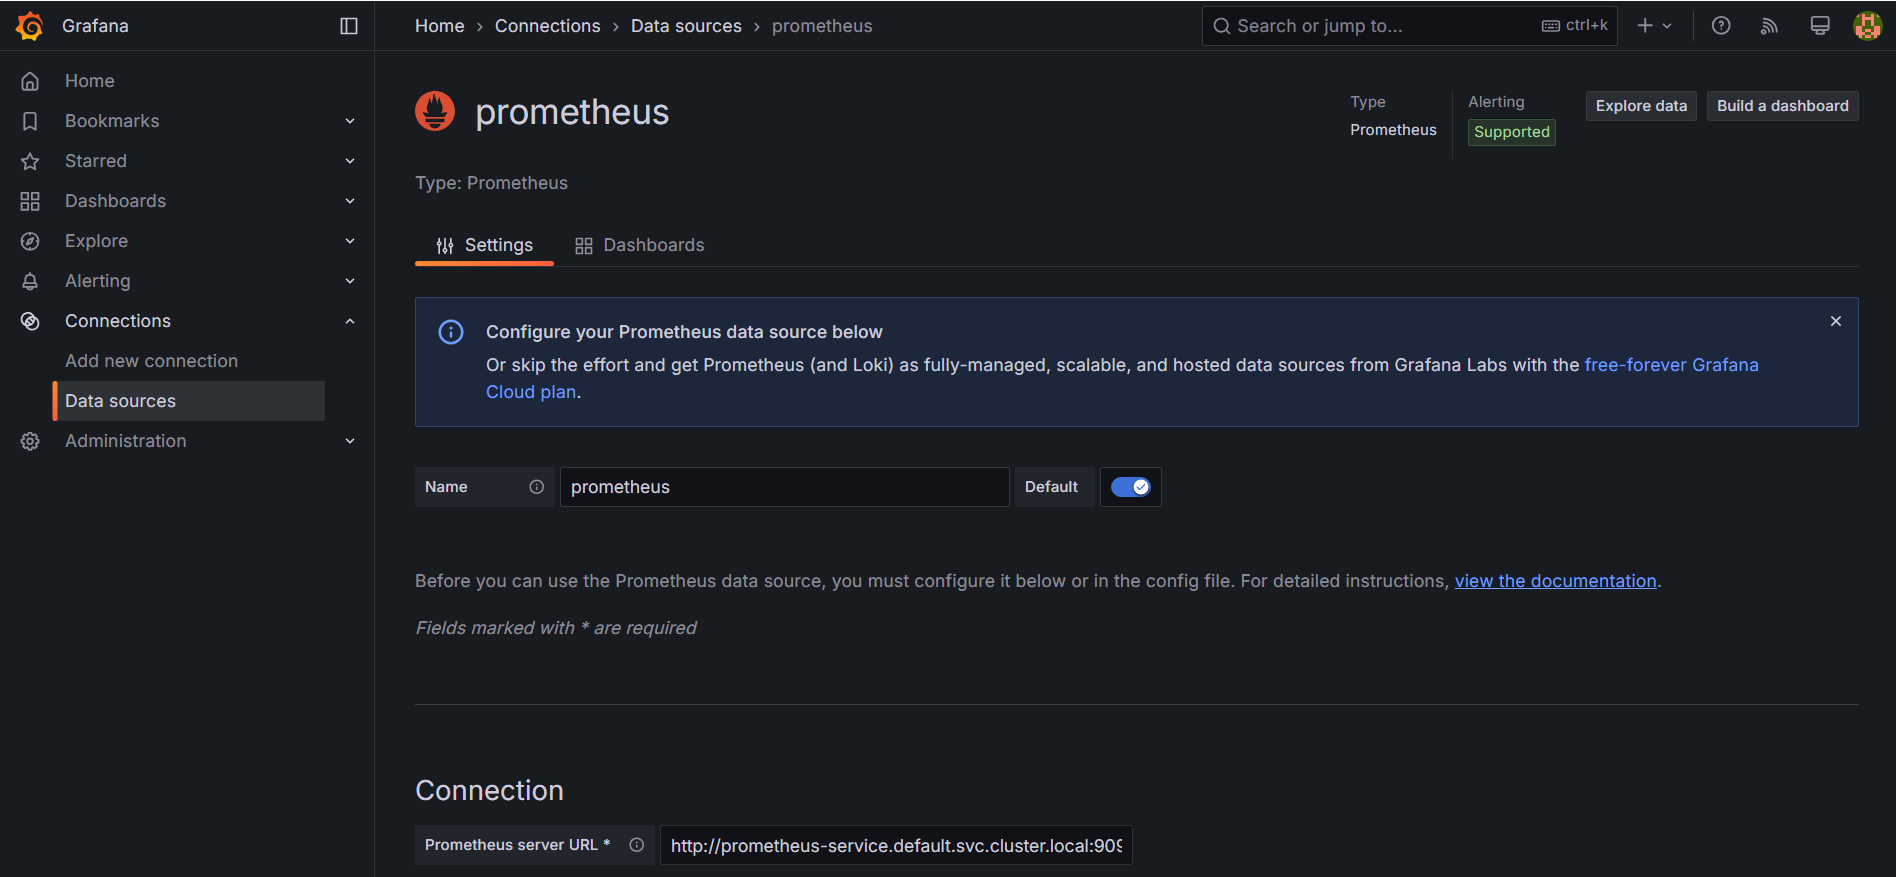 Grafana
Home › Connections › Data sources › prometheus
Search or jump to...
ctrl+k
Home
Bookmarks
Starred
Dashboards
Explore
Alerting
Connections
Add new connection
Data sources
Administration
prometheus
Type
Prometheus
Alerting
Supported
Explore data
Build a dashboard
Type: Prometheus
Settings
Dashboards
Configure your Prometheus data source below
Or skip the effort and get Prometheus (and Loki) as fully-managed, scalable, and hosted data sources from Grafana Labs with the free-forever Grafana
Cloud plan.
Name
prometheus
Default
Before you can use the Prometheus data source, you must configure it below or in the config file. For detailed instructions, view the documentation.
Fields marked with * are required
Connection
Prometheus server URL *
http://prometheus-service.default.svc.cluster.local:909